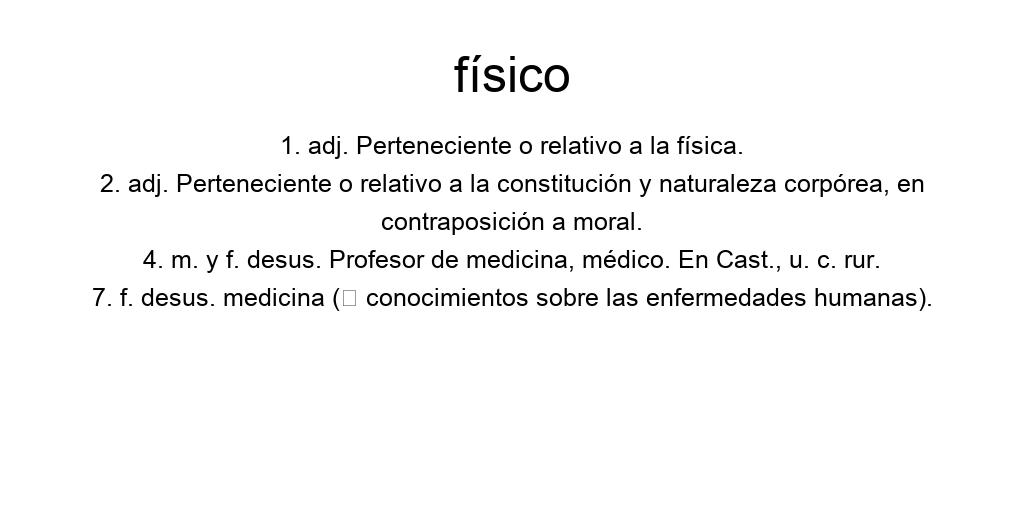 físico
1. adj. Perteneciente o relativo a la física.
2. adj. Perteneciente o relativo a la constitución y naturaleza corpórea, en
contraposición a moral.
4. m. y f. desus. Profesor de medicina, médico. En Cast., u. c. rur.
7. f. desus. medicina (□ conocimientos sobre las enfermedades humanas).